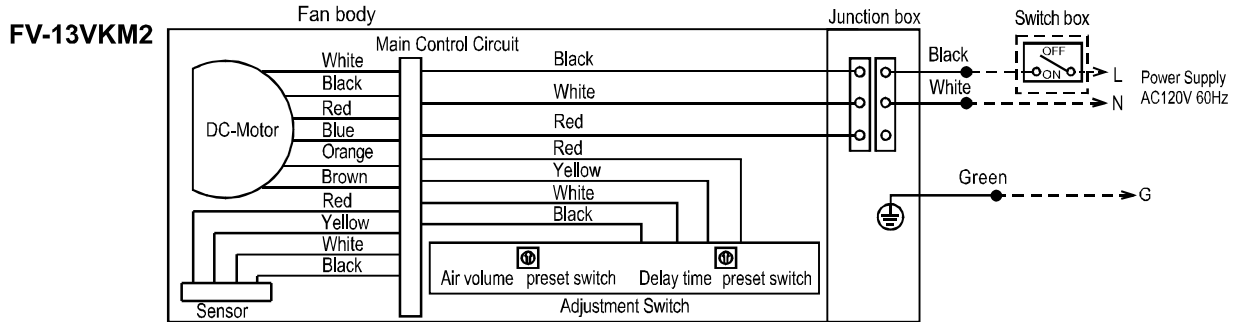 FV-13VKM2
Fan body
Junction box
Switch box
Main Control Circuit
White
Black
Red
Blue
Orange
Brown
DC-Motor
Red
Yellow
White
Black
Sensor
Black
White
Red
Red
Yellow
White
Black
Air volume preset switch
Delay time preset switch
Adjustment Switch
Black
White
OFF
ON
L
N
Power Supply
AC120V 60Hz
Green
G